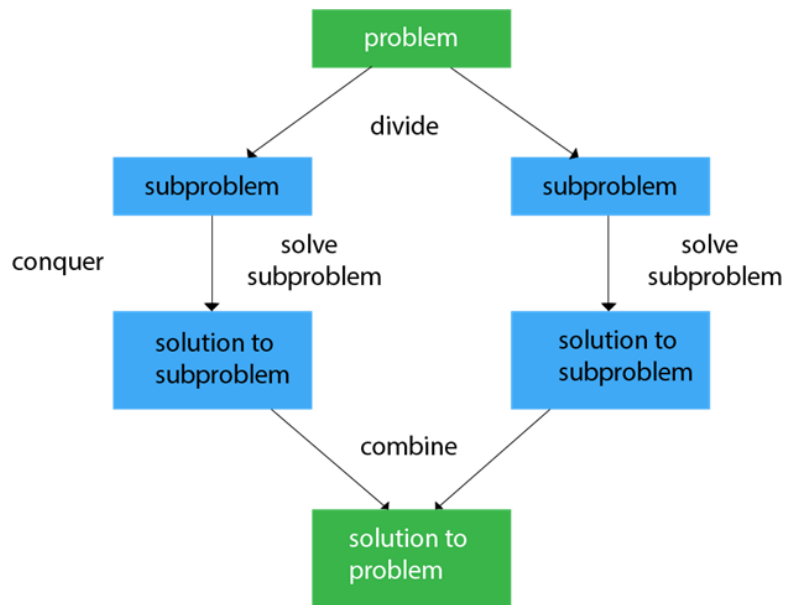 problem
divide
subproblem
subproblem
conquer
solve
subproblem
solve
subproblem
solution to
subproblem
solution to
subproblem
combine
solution to
problem